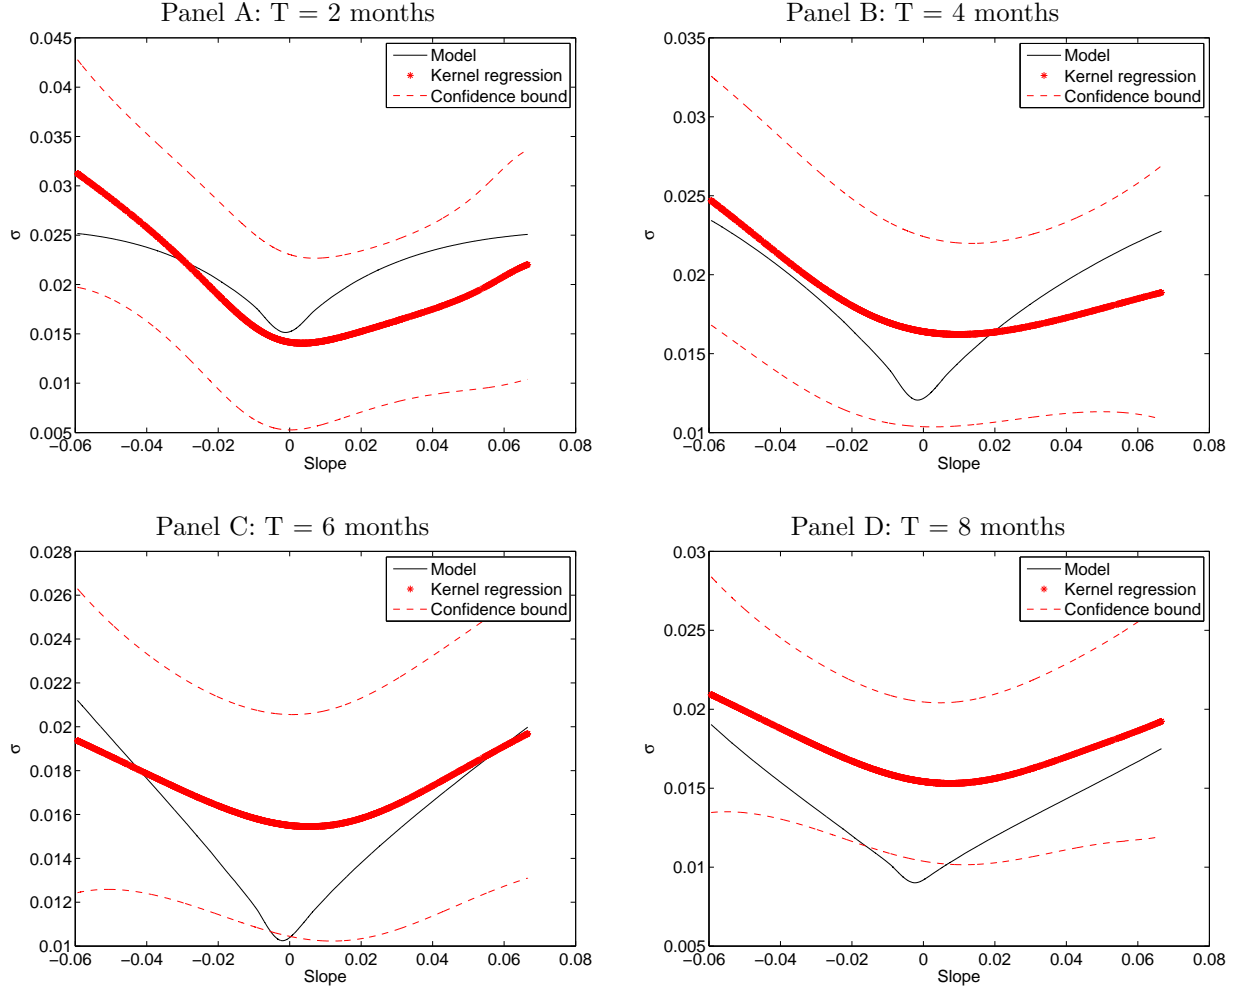 Panel A: T = 2 months
0.045
0.04
0.035
0.03
0.025
0.02
0.015
0.01
0.005
σ
Model
Kernel regression
Confidence bound
−0.06 −0.04 −0.02 0 0.02 0.04 0.06 0.08
Slope
Panel B: T = 4 months
0.035
0.03
0.025
0.02
0.015
0.01
σ
Model
Kernel regression
Confidence bound
−0.06 −0.04 −0.02 0 0.02 0.04 0.06 0.08
Slope
Panel C: T = 6 months
0.028
0.026
0.024
0.022
0.02
0.018
0.016
0.014
0.012
0.01
σ
Model
Kernel regression
Confidence bound
−0.06 −0.04 −0.02 0 0.02 0.04 0.06 0.08
Slope
Panel D: T = 8 months
0.03
0.025
0.02
0.015
0.01
0.005
σ
Model
Kernel regression
Confidence bound
−0.06 −0.04 −0.02 0 0.02 0.04 0.06 0.08
Slope